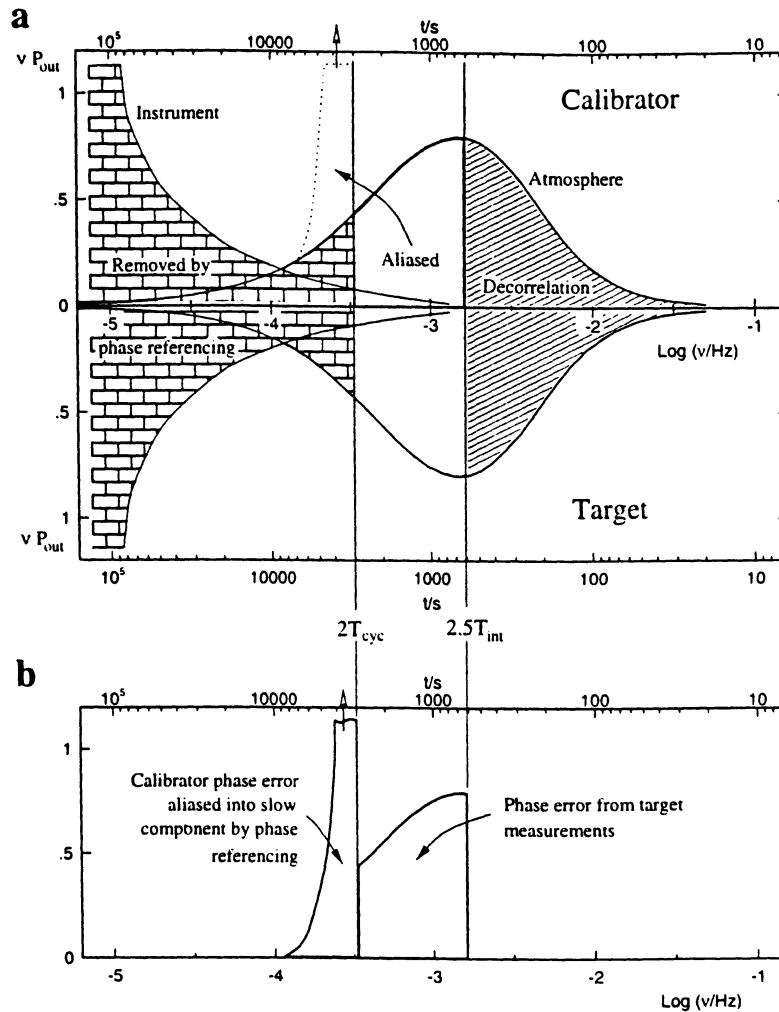 a
t/s
10⁵ 10000 1000 100 10
ν P_out
1
.5
0
Instrument
Calibrator
Atmosphere
Aliased
Removed by
Decorrelation
-5 -4 -3 -2 -1
phase referencing
Log (ν/Hz)
.5
1
Target
ν P_out
10⁵ 10000 1000 100 10
t/s
2T_cyc 2.5T_int
b
t/s
10⁵ 10000 1000 100 10
1
.5
0
Calibrator phase error
aliased into slow
component by phase
referencing
Phase error from target
measurements
-5 -4 -3 -2 -1
Log (ν/Hz)